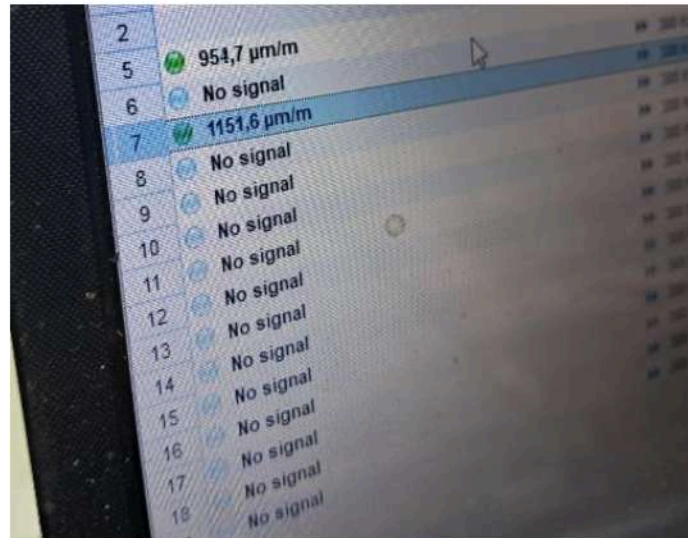 2
5 954,7 µm/m
6 No signal
7 1151,6 µm/m
8 No signal
9 No signal
10 No signal
11 No signal
12 No signal
13 No signal
14 No signal
15 No signal
16 No signal
17 No signal
18 No signal
No signal